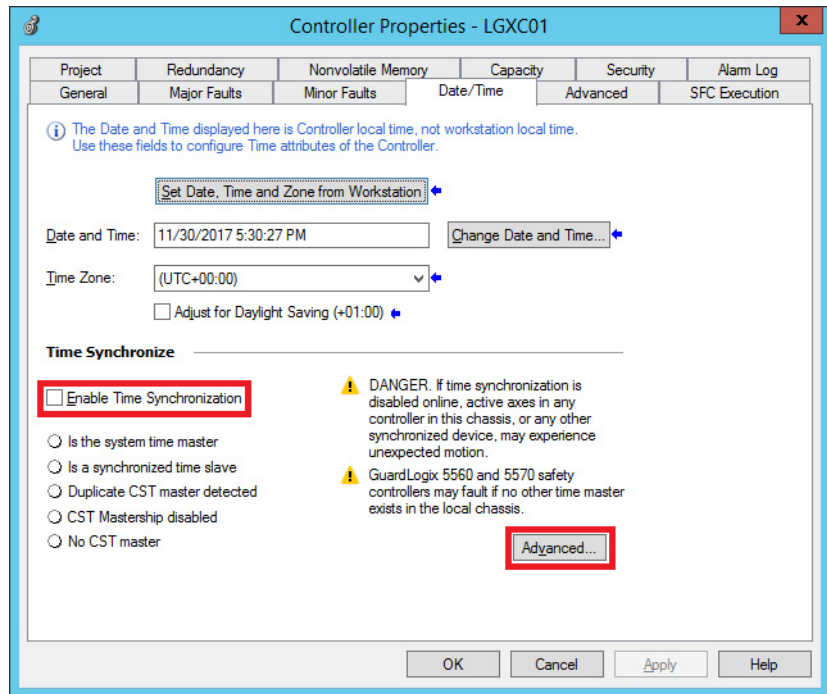 Controller Properties - LGXC01
x
Project Redundancy Nonvolatile Memory Capacity Security Alarm Log
General Major Faults Minor Faults Date/Time Advanced SFC Execution
The Date and Time displayed here is Controller local time, not workstation local time.
Use these fields to configure Time attributes of the Controller.
Set Date, Time and Zone from Workstation
Date and Time: 11/30/2017 5:30:27 PM Change Date and Time...
Time Zone: (UTC+00:00)
Adjust for Daylight Saving (+01:00)
Time Synchronize
Enable Time Synchronization
Is the system time master
Is a synchronized time slave
Duplicate CST master detected
CST Mastership disabled
No CST master
DANGER. If time synchronization is
disabled online, active axes in any
controller in this chassis, or any other
synchronized device, may experience
unexpected motion.
GuardLogix 5560 and 5570 safety
controllers may fault if no other time master
exists in the local chassis.
Advanced...
OK Cancel Apply Help